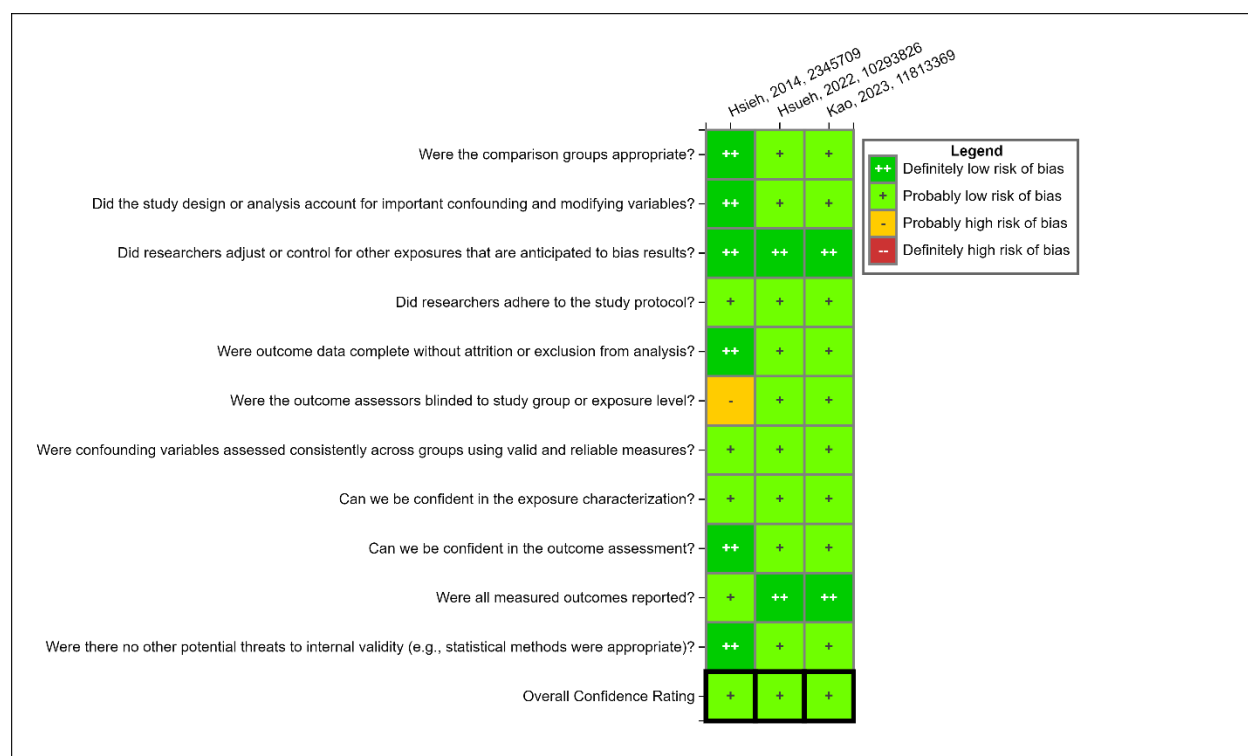 Hsieh, 2014, 2345709
Hsueh, 2022, 10293826
Kao, 2023, 11813369
Were the comparison groups appropriate? ++ + +
Did the study design or analysis account for important confounding and modifying variables? ++ + +
Did researchers adjust or control for other exposures that are anticipated to bias results? ++ ++ ++
Did researchers adhere to the study protocol? + + +
Were outcome data complete without attrition or exclusion from analysis? ++ + +
Were the outcome assessors blinded to study group or exposure level? - + +
Were confounding variables assessed consistently across groups using valid and reliable measures? + + +
Can we be confident in the exposure characterization? + + +
Can we be confident in the outcome assessment? ++ + +
Were all measured outcomes reported? + ++ ++
Were there no other potential threats to internal validity (e.g., statistical methods were appropriate)? ++ + +
Overall Confidence Rating + + +
Legend
++ Definitely low risk of bias
+ Probably low risk of bias
- Probably high risk of bias
-- Definitely high risk of bias